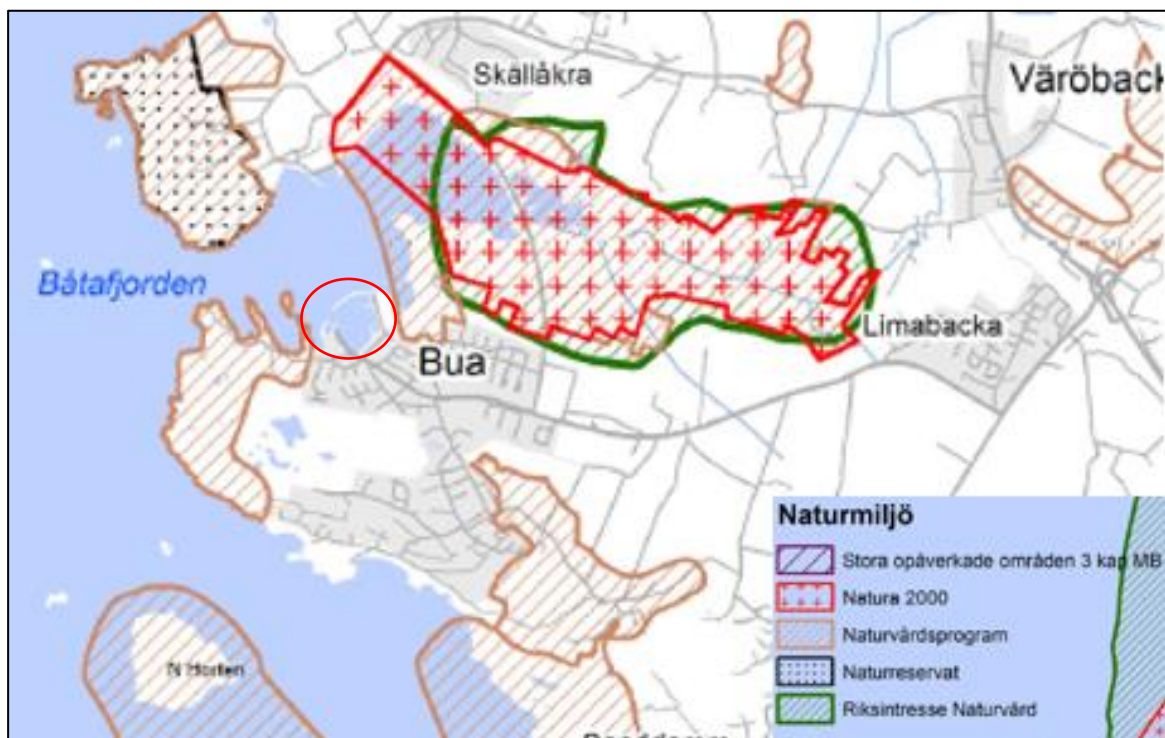 Skällåkra
Väröback
Båtafjorden
Limabacka
Bua
Naturmiljö
Stora opåverkade områden 3 kap MB
Natura 2000
Naturvårdsprogram
Naturreservat
Riksintresse Naturvård
N Horten